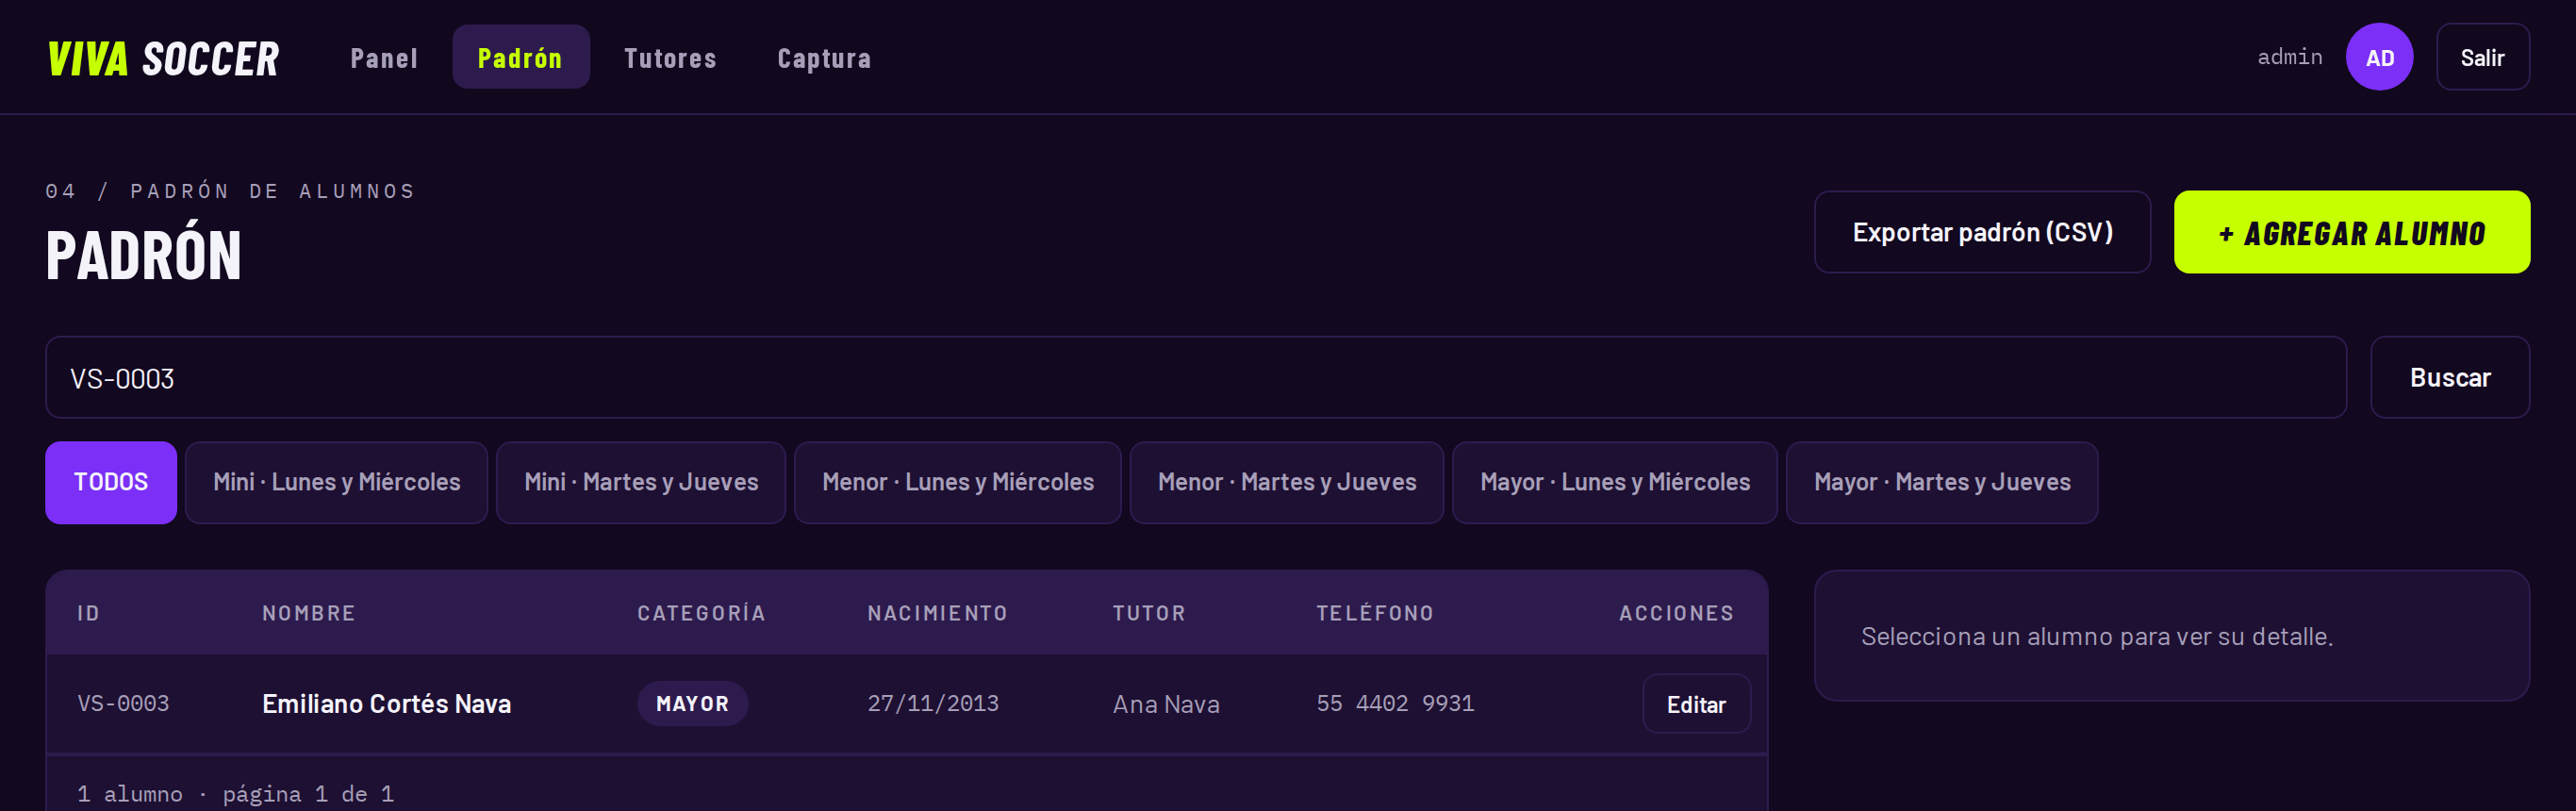 VIVA SOCCER Panel Padrón Tutores Captura admin AD Salir
04 / PADRÓN DE ALUMNOS
PADRÓN
Exportar padrón (CSV) + AGREGAR ALUMNO
VS-0003 Buscar
TODOS Mini · Lunes y Miércoles Mini · Martes y Jueves Menor · Lunes y Miércoles Menor · Martes y Jueves Mayor · Lunes y Miércoles Mayor · Martes y Jueves
ID NOMBRE CATEGORÍA NACIMIENTO TUTOR TELÉFONO ACCIONES
VS-0003 Emiliano Cortés Nava MAYOR 27/11/2013 Ana Nava 55 4402 9931 Editar
1 alumno · página 1 de 1
Selecciona un alumno para ver su detalle.